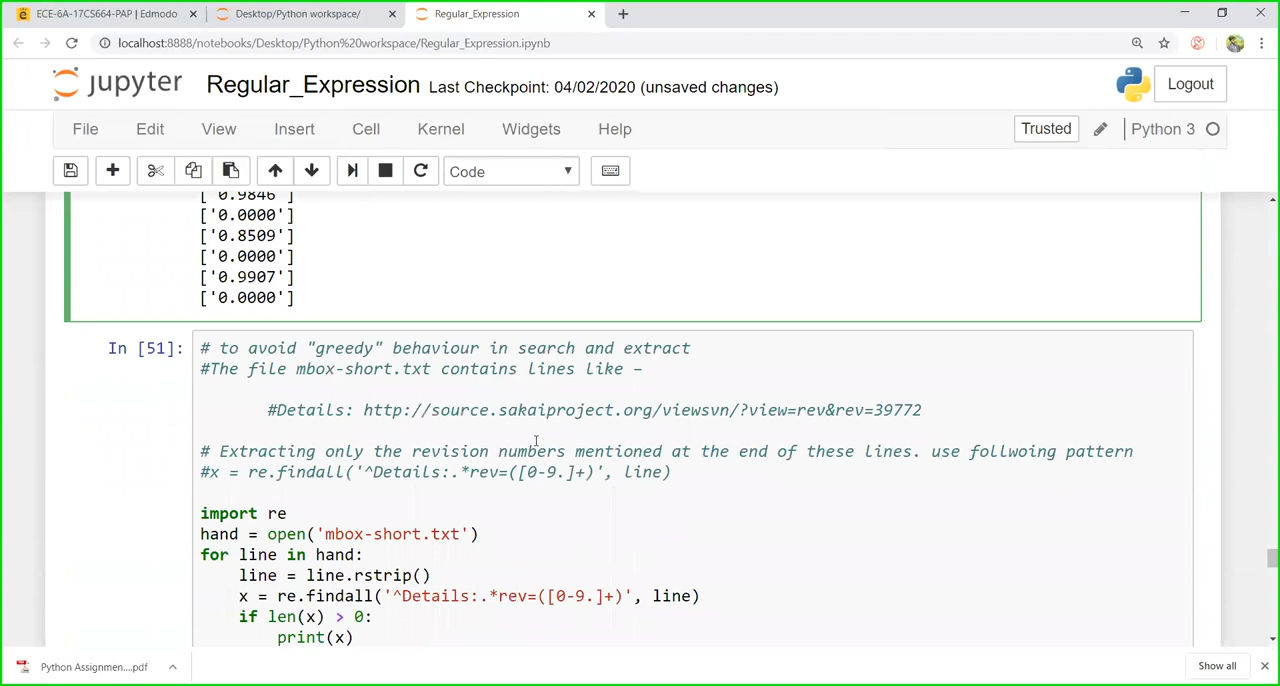 ECE-6A-17CS664-PAP | Edmodo
Desktop/Python workspace/
Regular_Expression
localhost:8888/notebooks/Desktop/Python%20workspace/Regular_Expression.ipynb
jupyter Regular_Expression Last Checkpoint: 04/02/2020 (unsaved changes)
Logout
File Edit View Insert Cell Kernel Widgets Help
Trusted
Python 3
Code
['0.9846']
['0.0000']
['0.8509']
['0.0000']
['0.9907']
['0.0000']
In [51]: # to avoid "greedy" behaviour in search and extract
#The file mbox-short.txt contains lines like –
#Details: http://source.sakaiproject.org/viewsvn/?view=rev&rev=39772
# Extracting only the revision numbers mentioned at the end of these lines. use follwoing pattern
#x = re.findall('^Details:.*rev=([0-9.]+)', line)
import re
hand = open('mbox-short.txt')
for line in hand:
line = line.rstrip()
x = re.findall('^Details:.*rev=([0-9.]+)', line)
if len(x) > 0:
print(x)
Python Assignmen....pdf
Show all